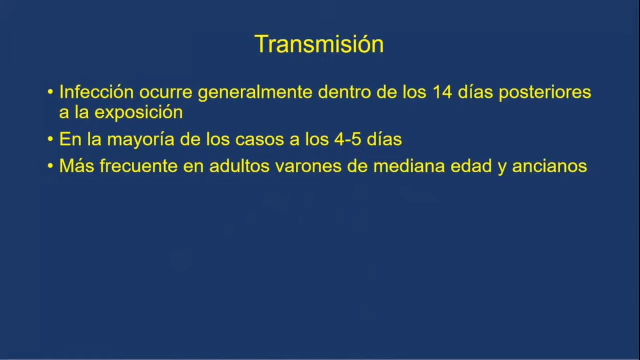 Transmisión
• Infección ocurre generalmente dentro de los 14 días posteriores
a la exposición
• En la mayoría de los casos a los 4-5 días
• Más frecuente en adultos varones de mediana edad y ancianos